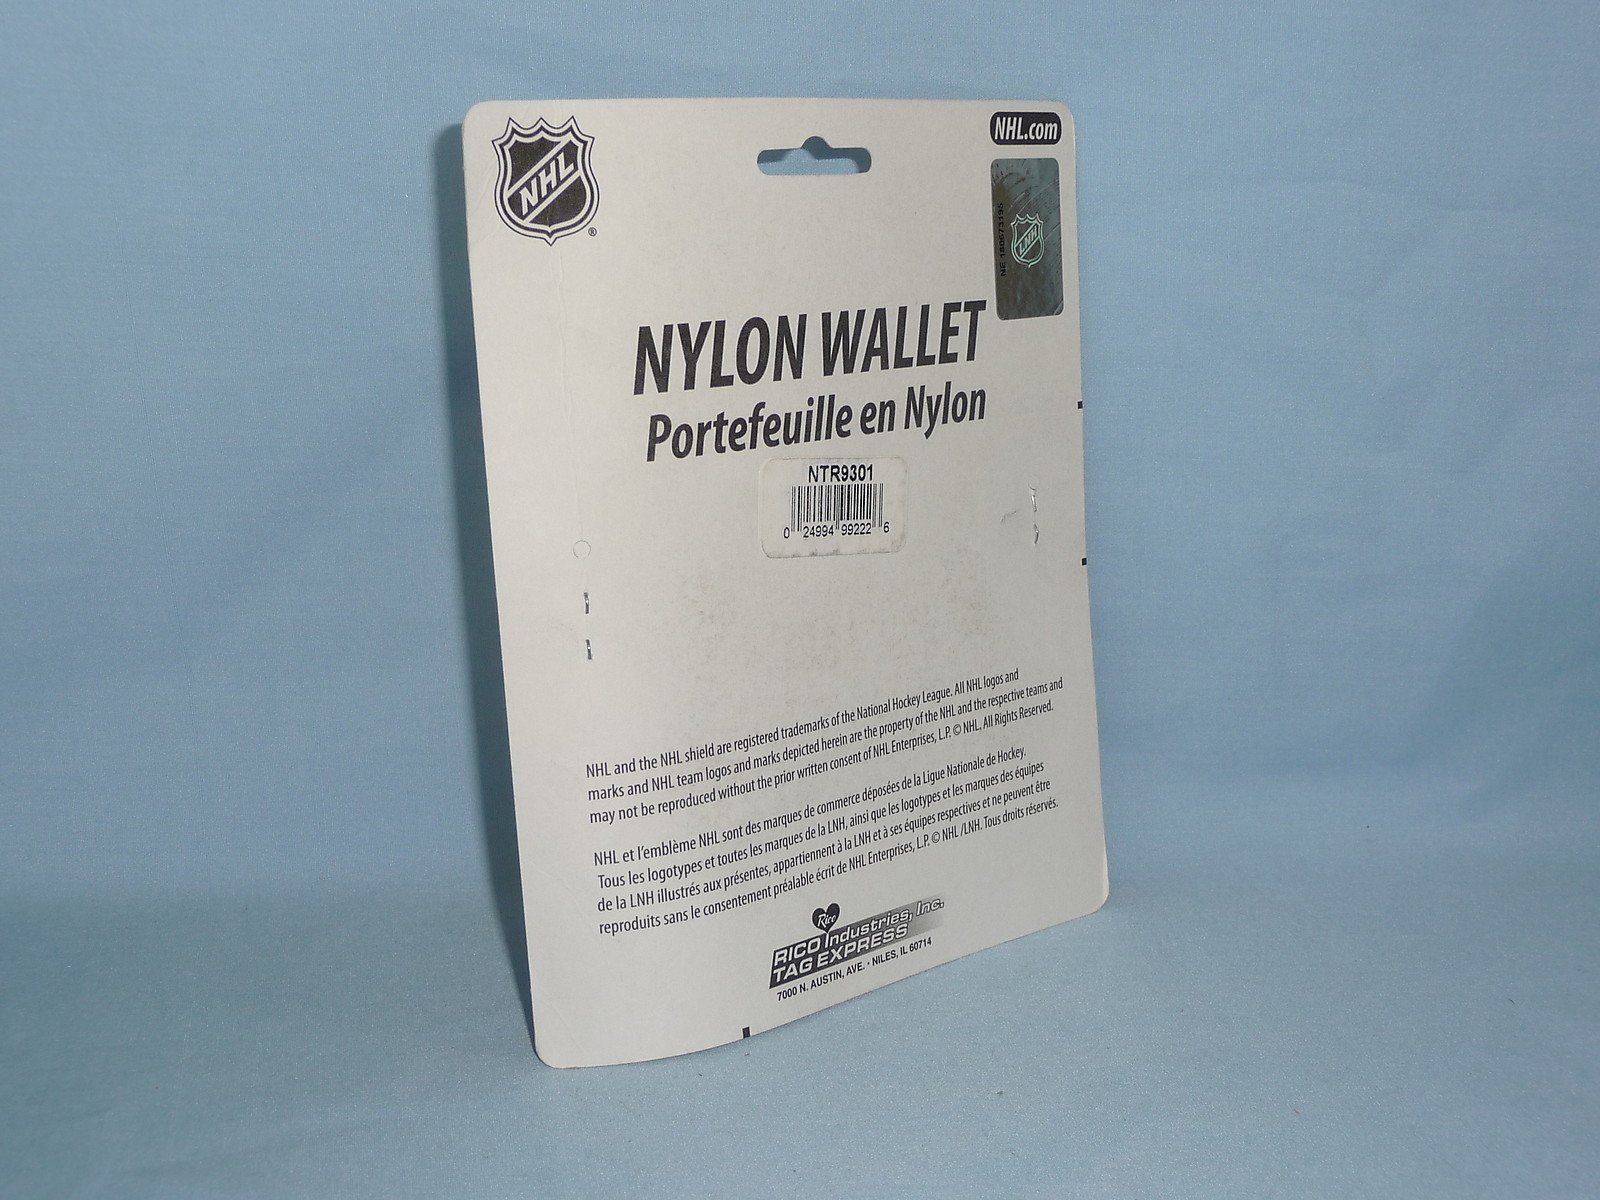 NHL
®
NHL.com
LNH
NE 180673195
NYLON WALLET
Portefeuille en Nylon
NTR9301
0 24994 99222 6
NHL and the NHL shield are registered trademarks of the National Hockey League. All NHL logos and
marks and NHL team logos and marks depicted herein are the property of the NHL and the respective teams and
may not be reproduced without the prior written consent of NHL Enterprises, L.P. © NHL. All Rights Reserved.
NHL et l'emblème NHL sont des marques de commerce déposées de la Ligue Nationale de Hockey.
Tous les logotypes et toutes les marques de la LNH, ainsi que les logotypes et les marques des équipes
de la LNH illustrés aux présentes, appartiennent à la LNH et à ses équipes respectives et ne peuvent être
reproduits sans le consentement préalable écrit de NHL Enterprises, L.P. © NHL /LNH. Tous droits réservés.
Rico
RICO Industries, Inc.
TAG EXPRESS
7000 N. AUSTIN, AVE. • NILES, IL 60714